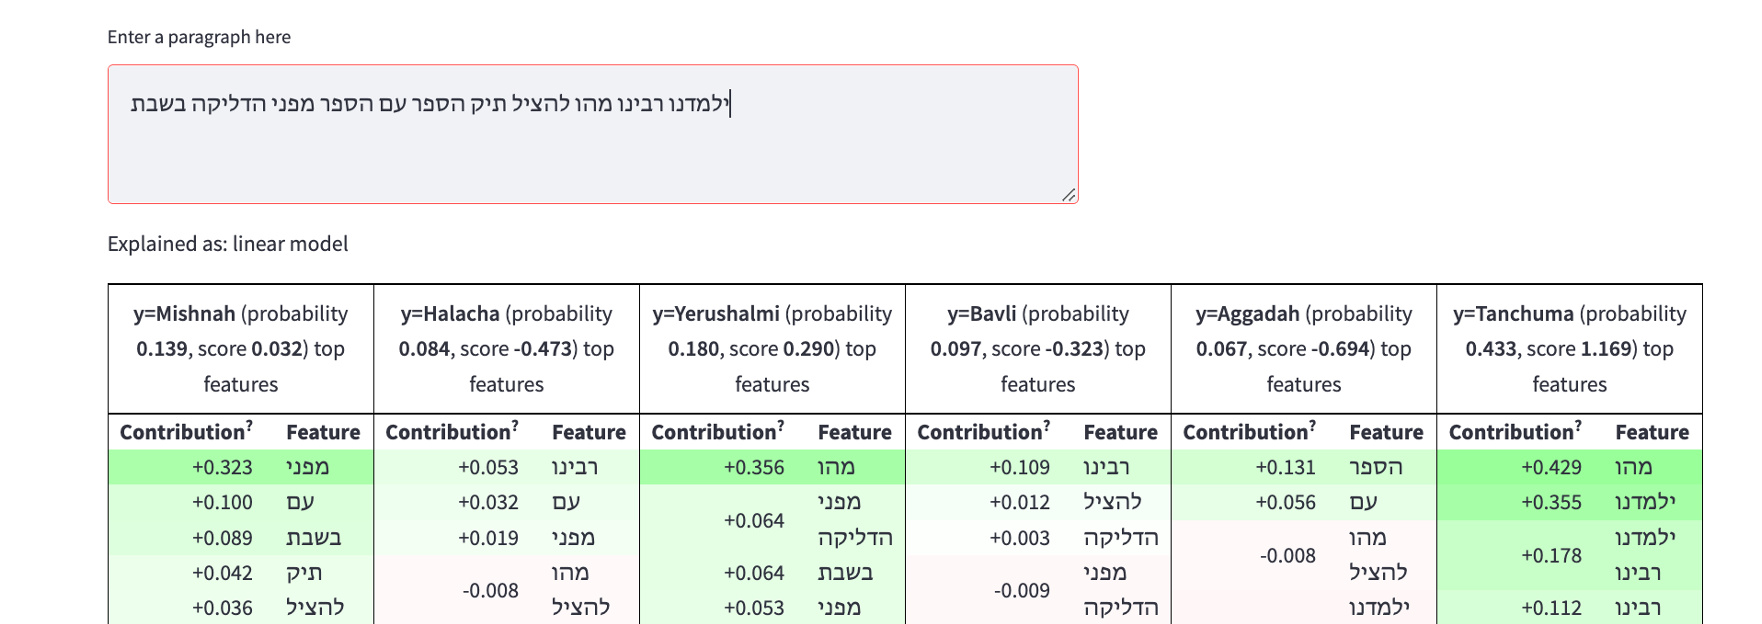 Enter a paragraph here
ילמדנו רבינו מהו להציל תיק הספר עם הספר מפני הדליקה בשבת
Explained as: linear model
y=Mishnah (probability 0.139, score 0.032) top features
Contribution? Feature
+0.323 מפני
+0.100 עם
+0.089 בשבת
+0.042 תיק
+0.036 להציל
y=Halacha (probability 0.084, score -0.473) top features
Contribution? Feature
+0.053 רבינו
+0.032 עם
+0.019 מפני
-0.008 מהו להציל
y=Yerushalmi (probability 0.180, score 0.290) top features
Contribution? Feature
+0.356 מהו
+0.064 מפני הדליקה
+0.064 בשבת
+0.053 מפני
y=Bavli (probability 0.097, score -0.323) top features
Contribution? Feature
+0.109 רבינו
+0.012 להציל
+0.003 הדליקה
-0.009 מפני הדליקה
y=Aggadah (probability 0.067, score -0.694) top features
Contribution? Feature
+0.131 הספר
+0.056 עם
-0.008 מהו להציל
ילמדנו
y=Tanchuma (probability 0.433, score 1.169) top features
Contribution? Feature
+0.429 מהו
+0.355 ילמדנו
+0.178 ילמדנו רבינו
+0.112 רבינו